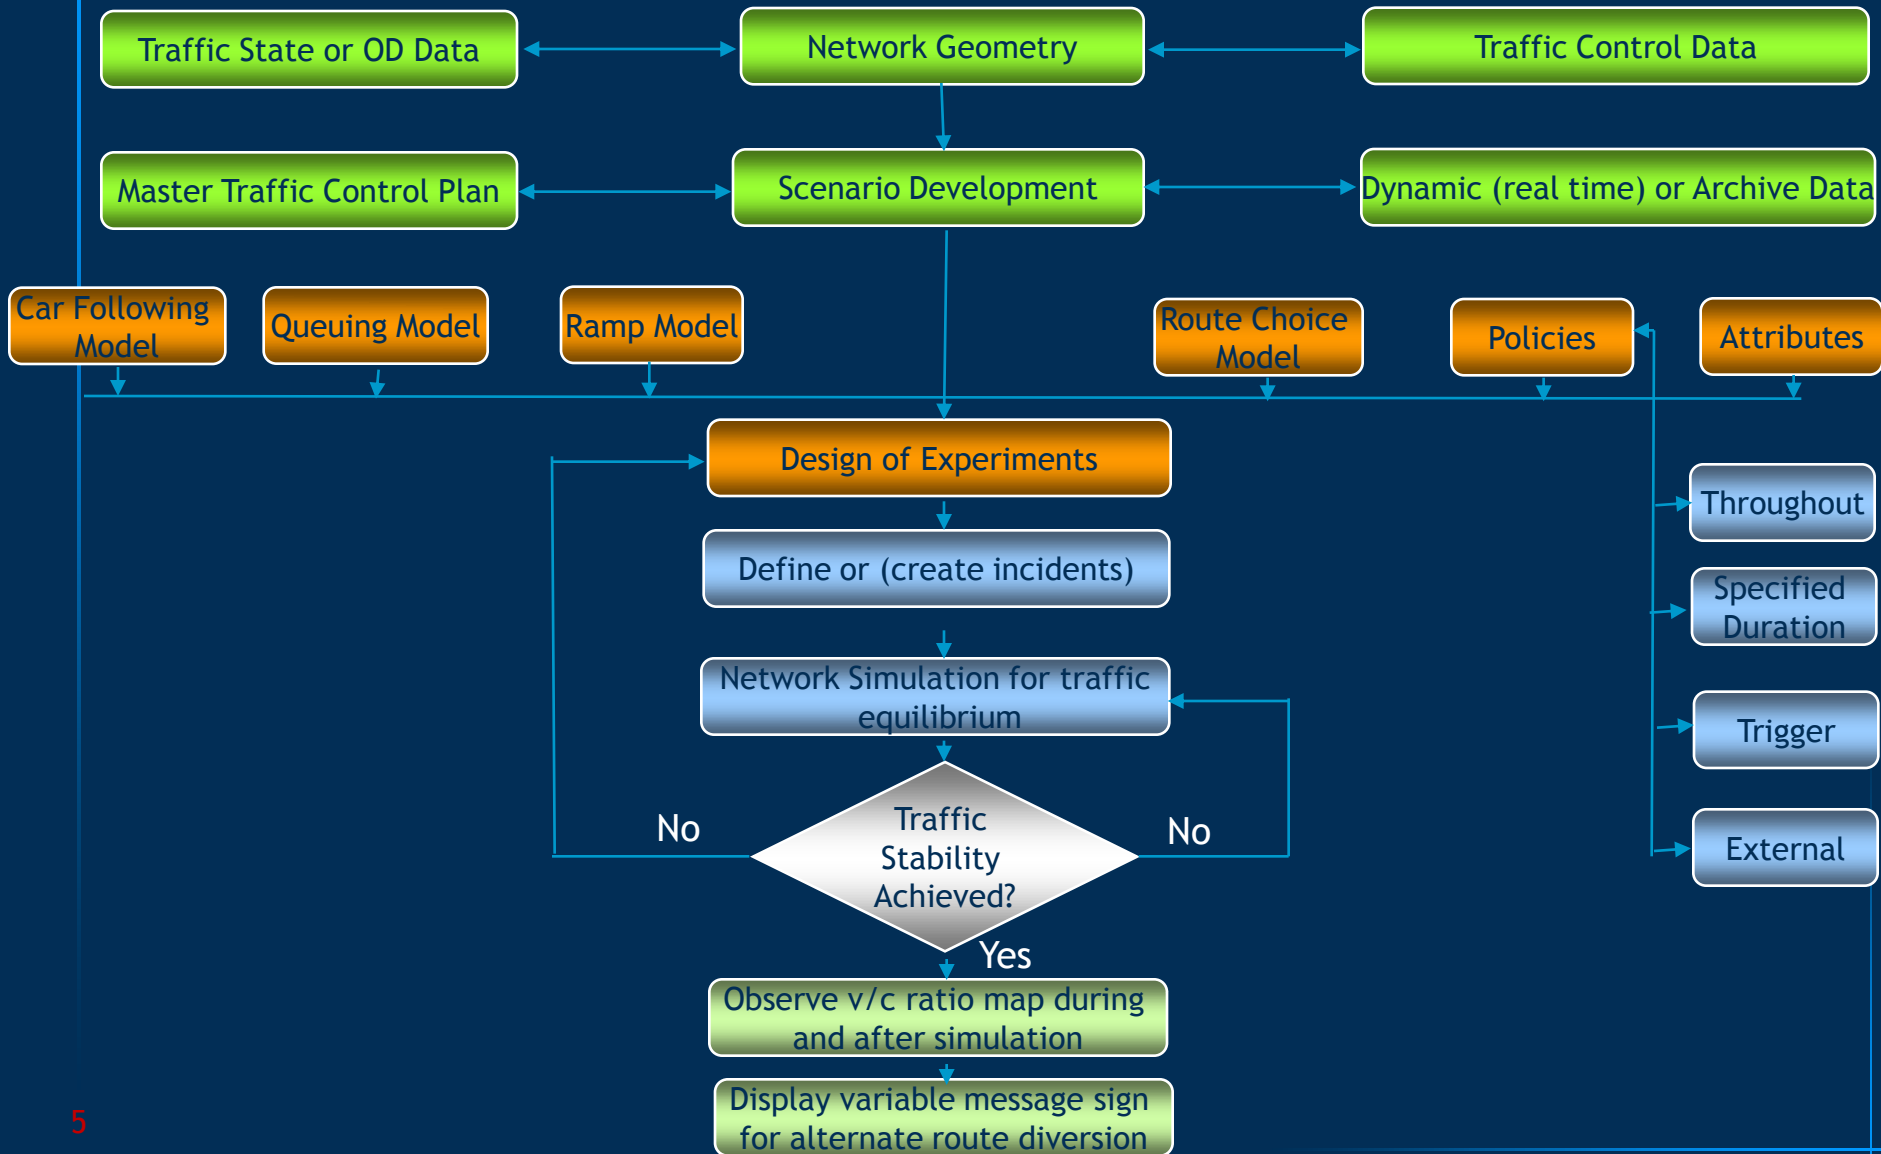 Traffic State or OD Data
Network Geometry
Traffic Control Data
Master Traffic Control Plan
Scenario Development
Dynamic (real time) or Archive Data
Car Following
Model
Queuing Model
Ramp Model
Route Choice
Model
Policies
Attributes
Design of Experiments
Throughout
Define or (create incidents)
Specified
Duration
Network Simulation for traffic
equilibrium
Trigger
No
Traffic
Stability
Achieved?
No
External
Yes
Observe v/c ratio map during
and after simulation
Display variable message sign
for alternate route diversion
5